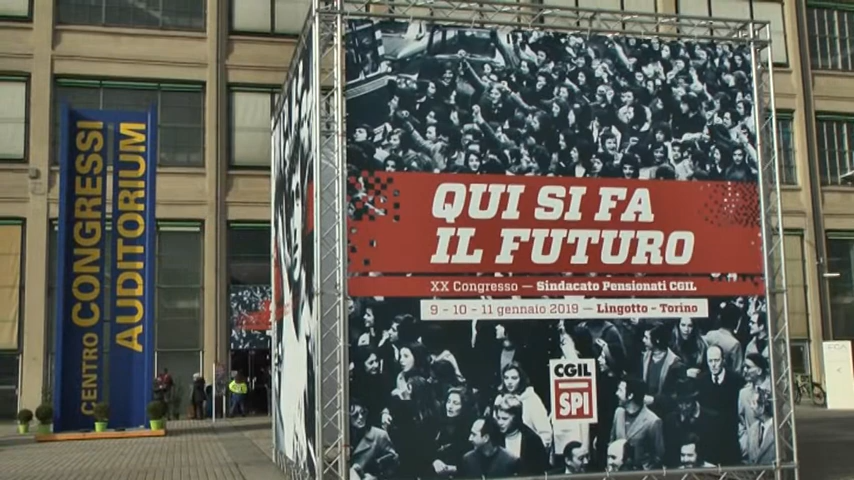 CENTRO CONGRESSI
AUDITORIUM
QUI SI FA
IL FUTURO
XX Congresso — Sindacato Pensionati CGIL
9 - 10 - 11 gennaio 2019 — Lingotto - Torino
CGIL
SPI